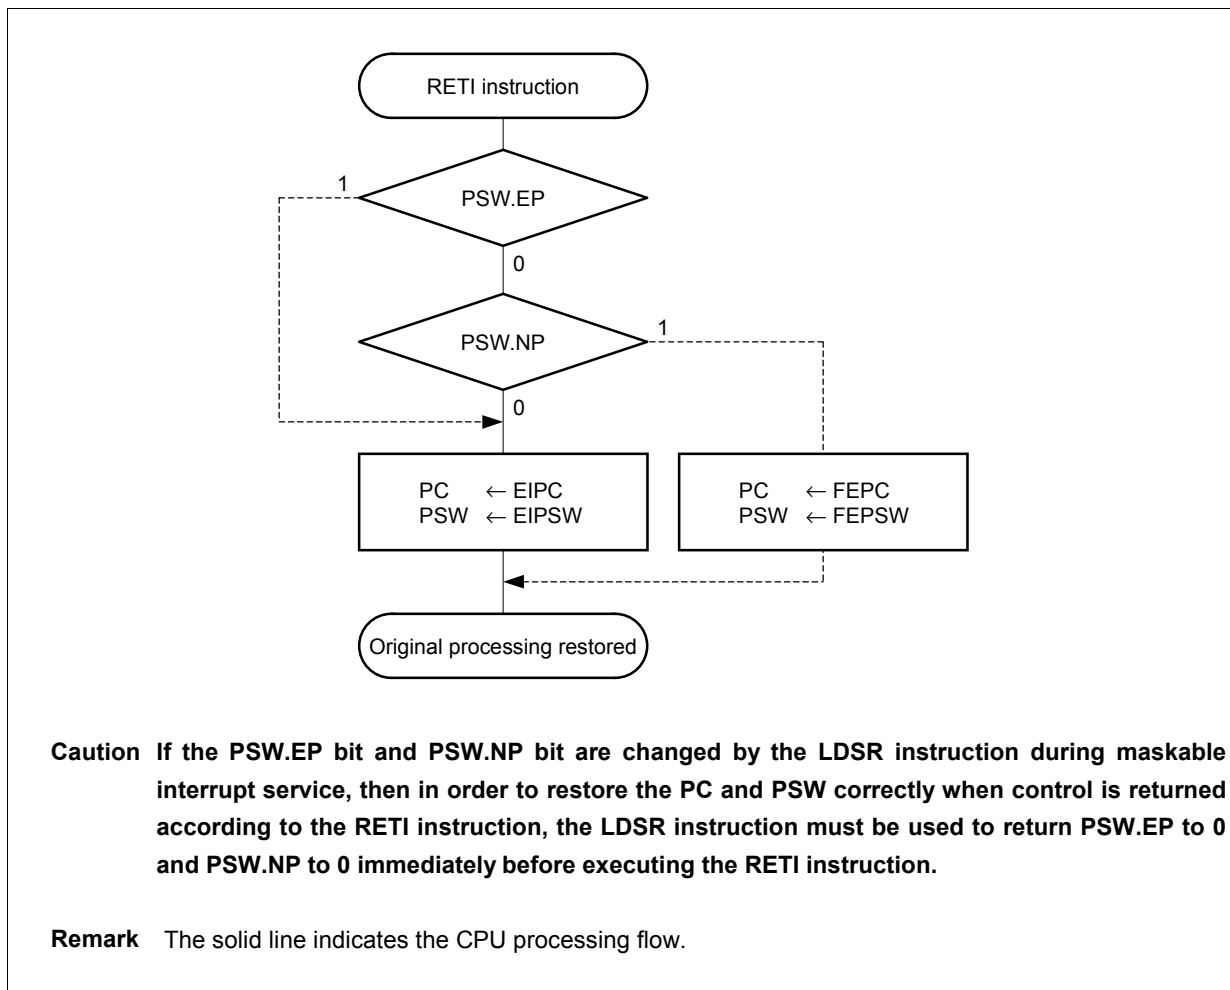 RETI instruction
1
PSW.EP
0
PSW.NP
1
0
PC ← EIPC
PSW ← EIPSW
PC ← FEPC
PSW ← FEPSW
Original processing restored
Caution If the PSW.EP bit and PSW.NP bit are changed by the LDSR instruction during maskable
interrupt service, then in order to restore the PC and PSW correctly when control is returned
according to the RETI instruction, the LDSR instruction must be used to return PSW.EP to 0
and PSW.NP to 0 immediately before executing the RETI instruction.
Remark The solid line indicates the CPU processing flow.